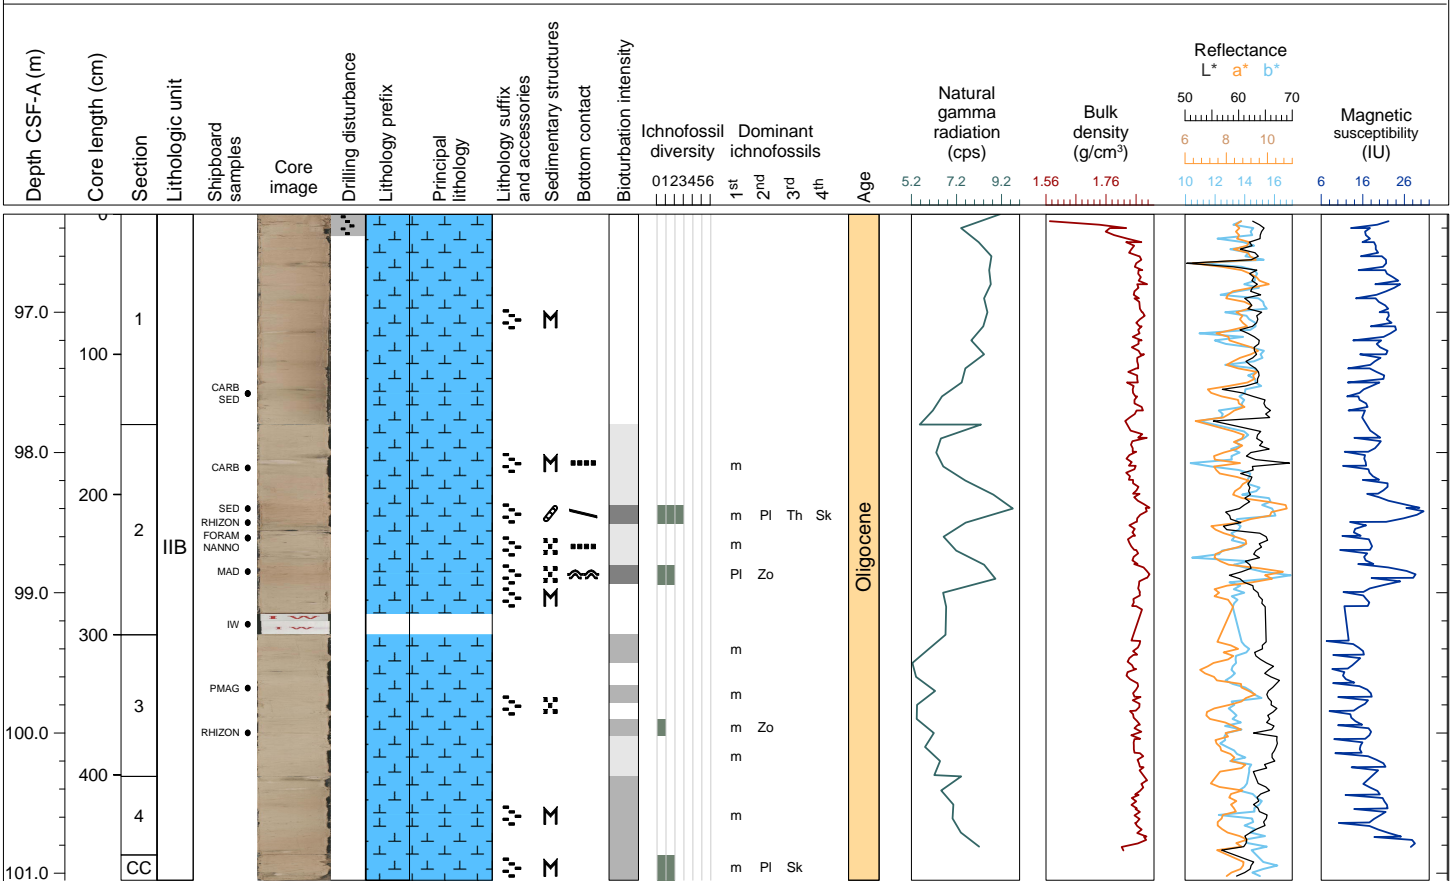 Depth CSF-A (m)
Core length (cm)
Section
Lithologic unit
Shipboard
samples
Core
image
Drilling disturbance
Lithology prefix
Principal
lithology
Lithology suffix
and accessories
Sedimentary structures
Bottom contact
Bioturbation intensity
Ichnofossil
diversity
0123456
Dominant
ichnofossils
1st 2nd 3rd 4th
Age
Natural
gamma
radiation
(cps)
5.2 7.2 9.2
Bulk
density
(g/cm³)
1.56 1.76
Reflectance
L* a* b*
50 60 70
6 8 10
10 12 14 16
Magnetic
susceptibility
(IU)
6 16 26
0
97.0
1
100
CARB
SED
98.0
CARB
m
200
SED
m Pl Th Sk
RHIZON
2
IIB
FORAM
NANNO
m
MAD
Pl Zo
Oligocene
99.0
IW
300
m
PMAG
m
3
RHIZON
m Zo
100.0
m
400
4
m
CC
m Pl Sk
101.0